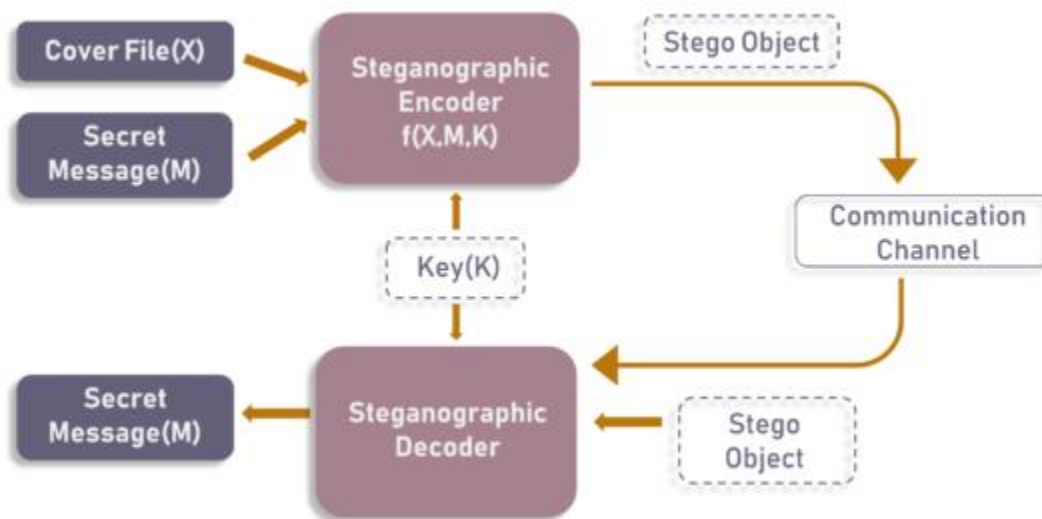 Cover File(X)
Secret
Message(M)
Steganographic
Encoder
f(X,M,K)
Stego Object
Communication
Channel
Key(K)
Secret
Message(M)
Steganographic
Decoder
Stego
Object